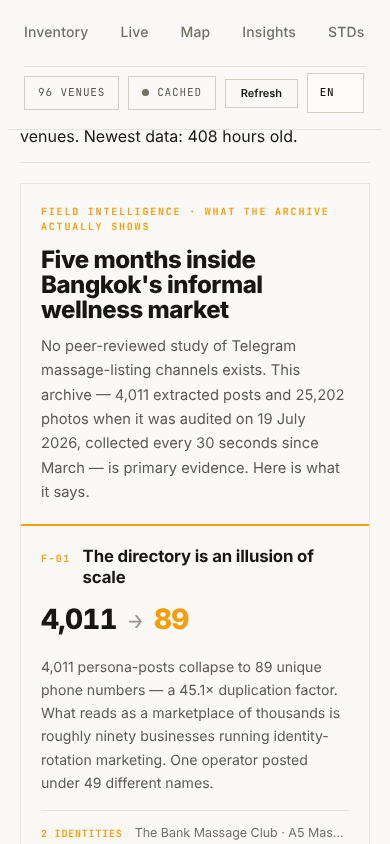 Inventory Live Map Insights STDs
96 VENUES CACHED Refresh EN
venues. Newest data: 408 hours old.
FIELD INTELLIGENCE · WHAT THE ARCHIVE
ACTUALLY SHOWS
Five months inside
Bangkok's informal
wellness market
No peer-reviewed study of Telegram
massage-listing channels exists. This
archive — 4,011 extracted posts and 25,202
photos when it was audited on 19 July
2026, collected every 30 seconds since
March — is primary evidence. Here is what
it says.
F-01 The directory is an illusion of
scale
4,011 → 89
4,011 persona-posts collapse to 89 unique
phone numbers — a 45.1× duplication factor.
What reads as a marketplace of thousands is
roughly ninety businesses running identity-
rotation marketing. One operator posted
under 49 different names.
2 IDENTITIES The Bank Massage Club · A5 Mas…